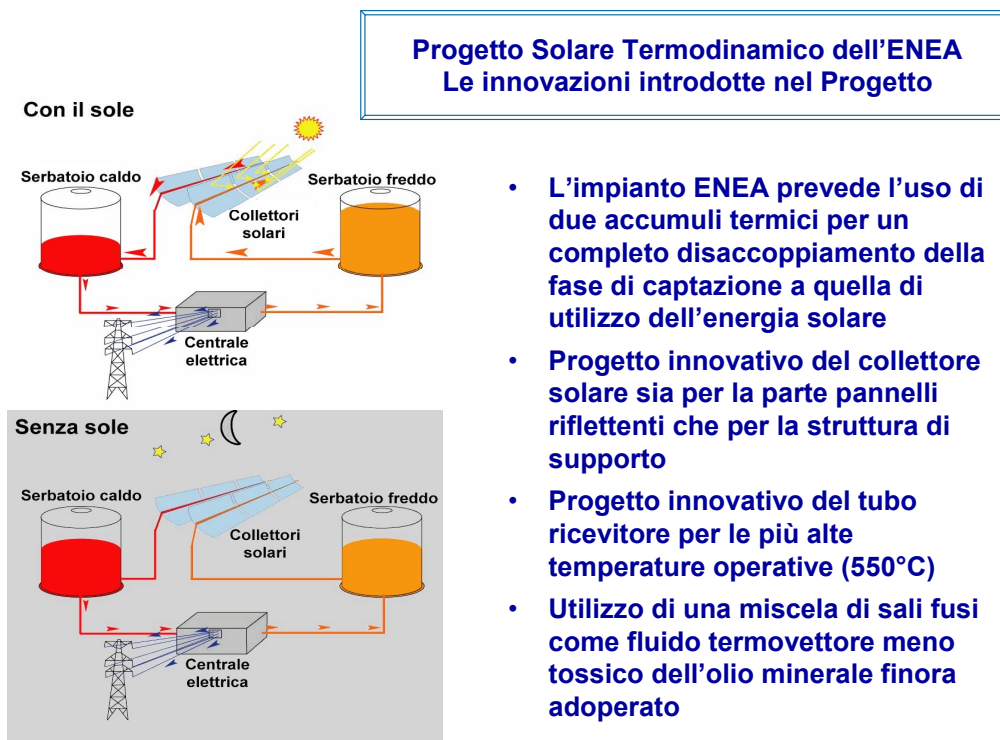 Progetto Solare Termodinamico dell'ENEA
Le innovazioni introdotte nel Progetto
Con il sole
Serbatoio caldo
Serbatoio freddo
Collettori
solari
Centrale
elettrica
Senza sole
Serbatoio caldo
Serbatoio freddo
Collettori
solari
Centrale
elettrica
• L'impianto ENEA prevede l'uso di
due accumuli termici per un
completo disaccoppiamento della
fase di captazione a quella di
utilizzo dell'energia solare
• Progetto innovativo del collettore
solare sia per la parte pannelli
riflettenti che per la struttura di
supporto
• Progetto innovativo del tubo
ricevitore per le più alte
temperature operative (550°C)
• Utilizzo di una miscela di sali fusi
come fluido termovettore meno
tossico dell'olio minerale finora
adoperato